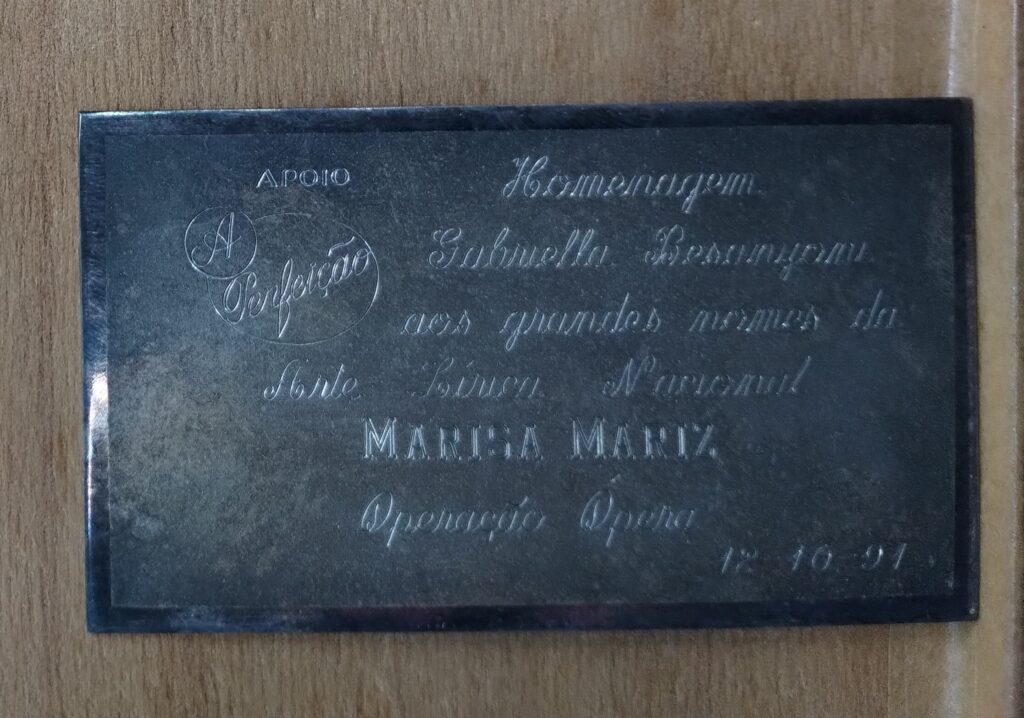 APOIO
A
Perfeição
Homenagem
Gabriella Besanzoni
aos grandes nomes da
Arte Lírica Nacional
MARISA MARIZ
Operação Ópera
12 10 91